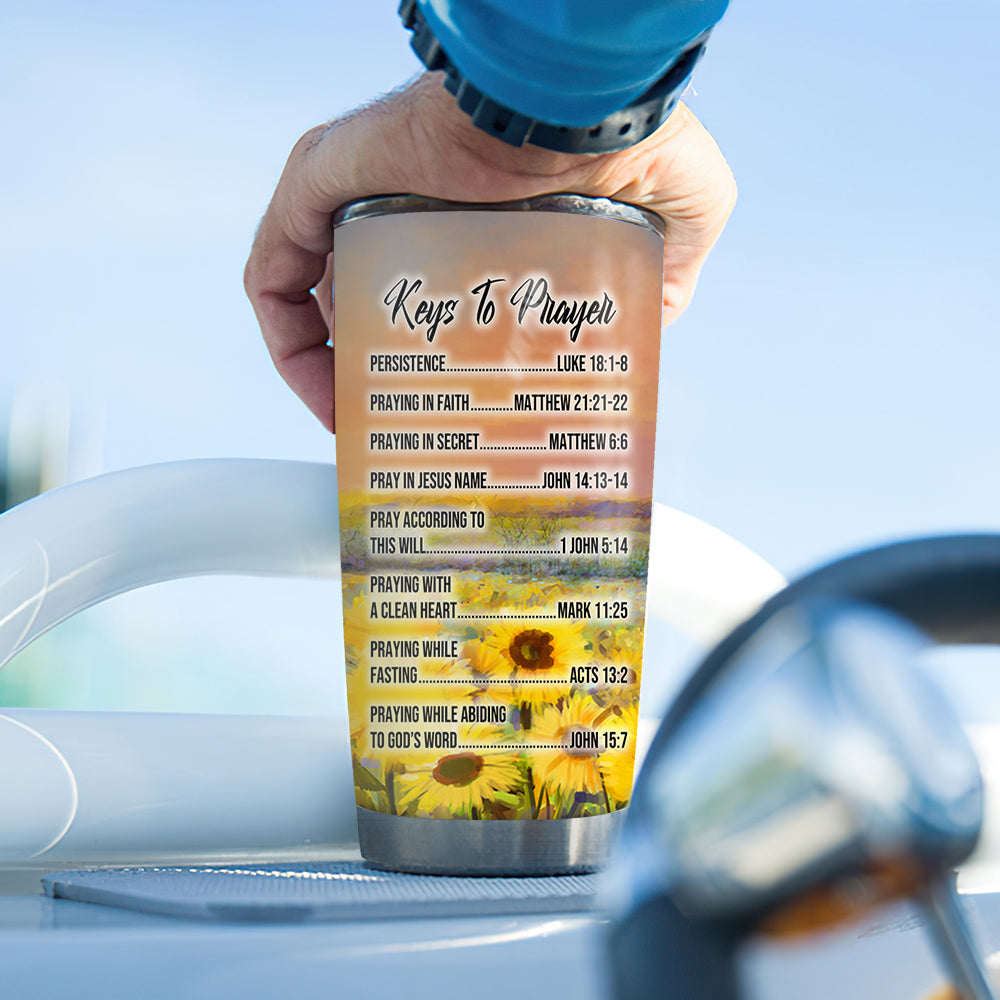 Keys To Prayer
PERSISTENCE...............................LUKE 18:1-8
PRAYING IN FAITH............MATTHEW 21:21-22
PRAYING IN SECRET...................MATTHEW 6:6
PRAY IN JESUS NAME...............JOHN 14:13-14
PRAY ACCORDING TO
THIS WILL......................................1 JOHN 5:14
PRAYING WITH
A CLEAN HEART............................MARK 11:25
PRAYING WHILE
FASTING..........................................ACTS 13:2
PRAYING WHILE ABIDING
TO GOD'S WORD...............................JOHN 15:7